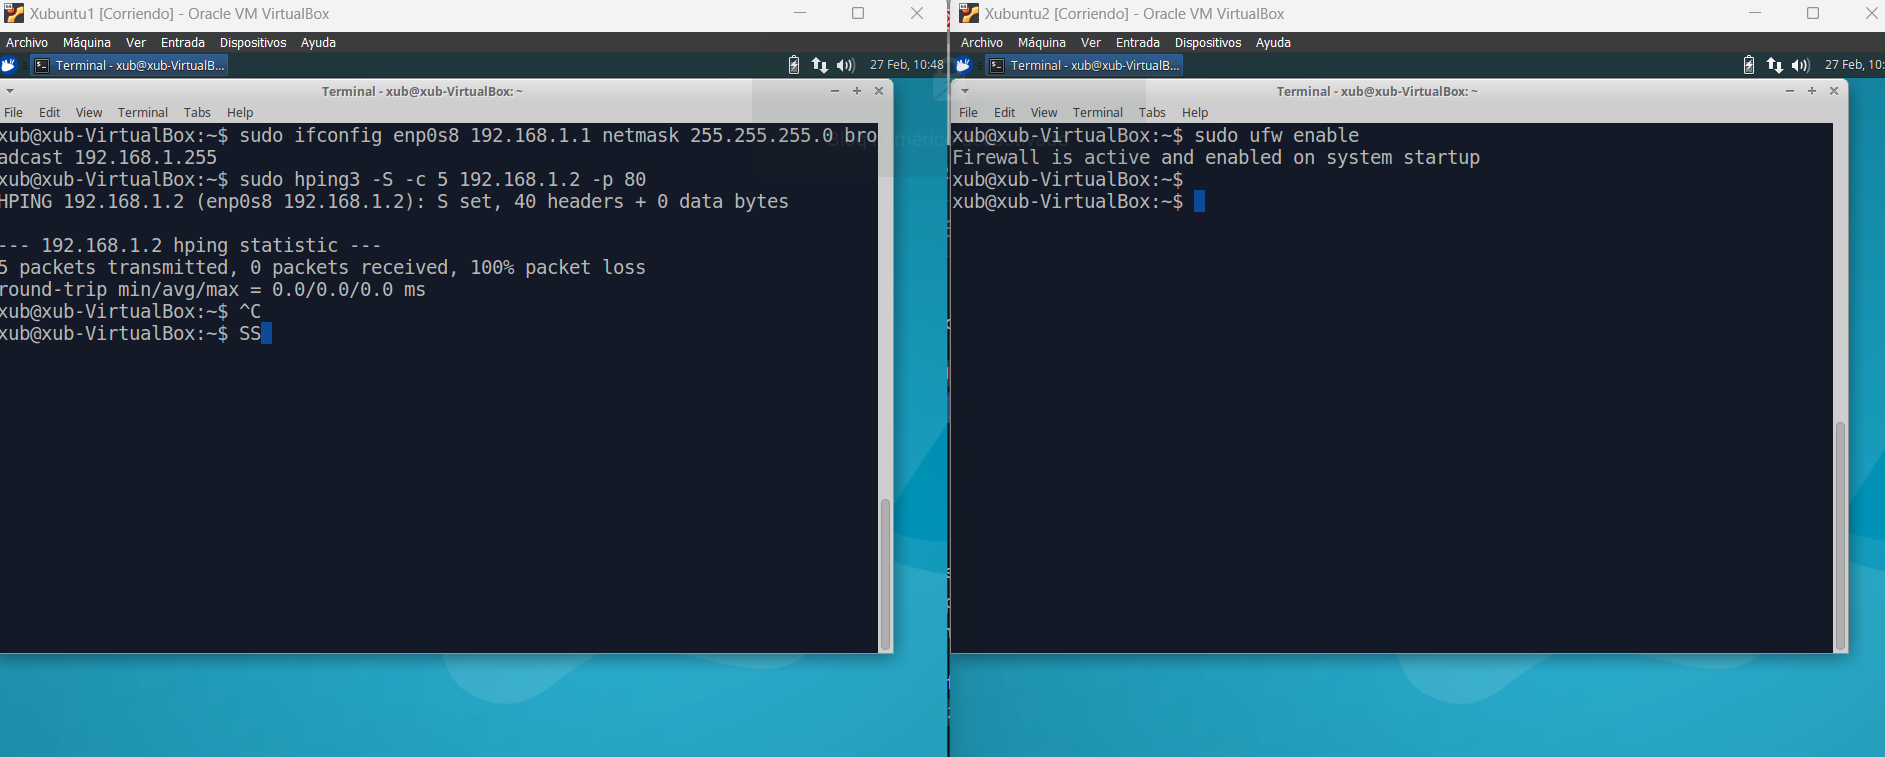 Xubuntu1 [Corriendo] - Oracle VM VirtualBox
Archivo Máquina Ver Entrada Dispositivos Ayuda
Terminal - xub@xub-VirtualB...
27 Feb, 10:48
Terminal - xub@xub-VirtualBox: ~
File Edit View Terminal Tabs Help
xub@xub-VirtualBox:~$ sudo ifconfig enp0s8 192.168.1.1 netmask 255.255.255.0 bro
adcast 192.168.1.255
xub@xub-VirtualBox:~$ sudo hping3 -S -c 5 192.168.1.2 -p 80
HPING 192.168.1.2 (enp0s8 192.168.1.2): S set, 40 headers + 0 data bytes
--- 192.168.1.2 hping statistic ---
5 packets transmitted, 0 packets received, 100% packet loss
round-trip min/avg/max = 0.0/0.0/0.0 ms
xub@xub-VirtualBox:~$ ^C
xub@xub-VirtualBox:~$ SS
Xubuntu2 [Corriendo] - Oracle VM VirtualBox
Archivo Máquina Ver Entrada Dispositivos Ayuda
Terminal - xub@xub-VirtualB...
27 Feb, 10:
Terminal - xub@xub-VirtualBox: ~
File Edit View Terminal Tabs Help
xub@xub-VirtualBox:~$ sudo ufw enable
Firewall is active and enabled on system startup
xub@xub-VirtualBox:~$
xub@xub-VirtualBox:~$